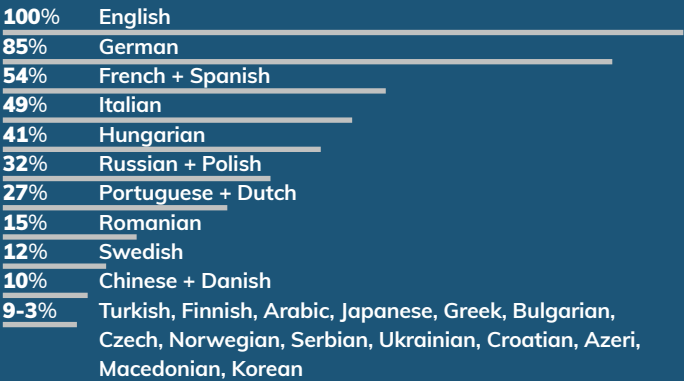 100% English
85% German
54% French + Spanish
49% Italian
41% Hungarian
32% Russian + Polish
27% Portuguese + Dutch
15% Romanian
12% Swedish
10% Chinese + Danish
9-3% Turkish, Finnish, Arabic, Japanese, Greek, Bulgarian,
Czech, Norwegian, Serbian, Ukrainian, Croatian, Azeri,
Macedonian, Korean